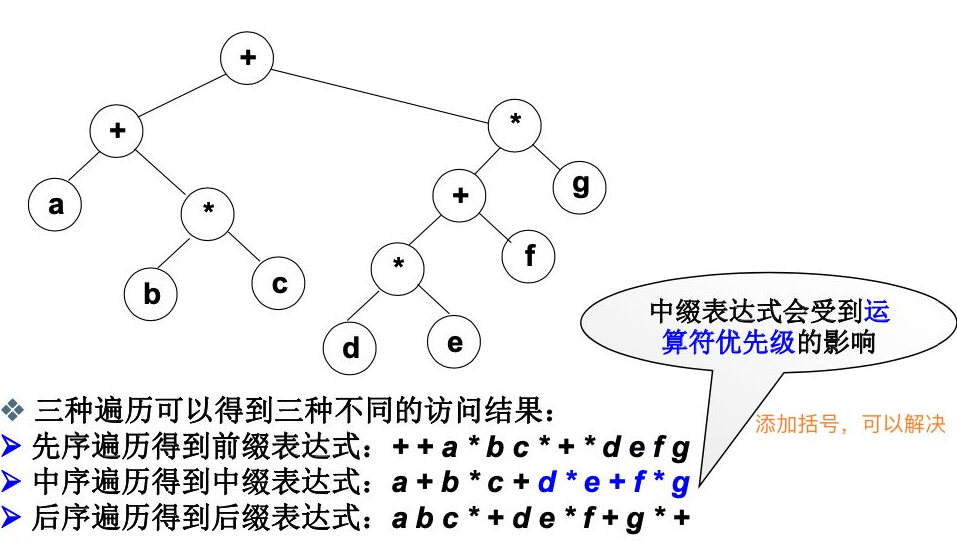 +
+
*
a
*
+
g
b
c
*
f
d
e
中缀表达式会受到运
算符优先级的影响
添加括号，可以解决
❖ 三种遍历可以得到三种不同的访问结果：
➢ 先序遍历得到前缀表达式：+ + a * b c * + * d e f g
➢ 中序遍历得到中缀表达式：a + b * c + d * e + f * g
➢ 后序遍历得到后缀表达式：a b c * + d e * f + g * +